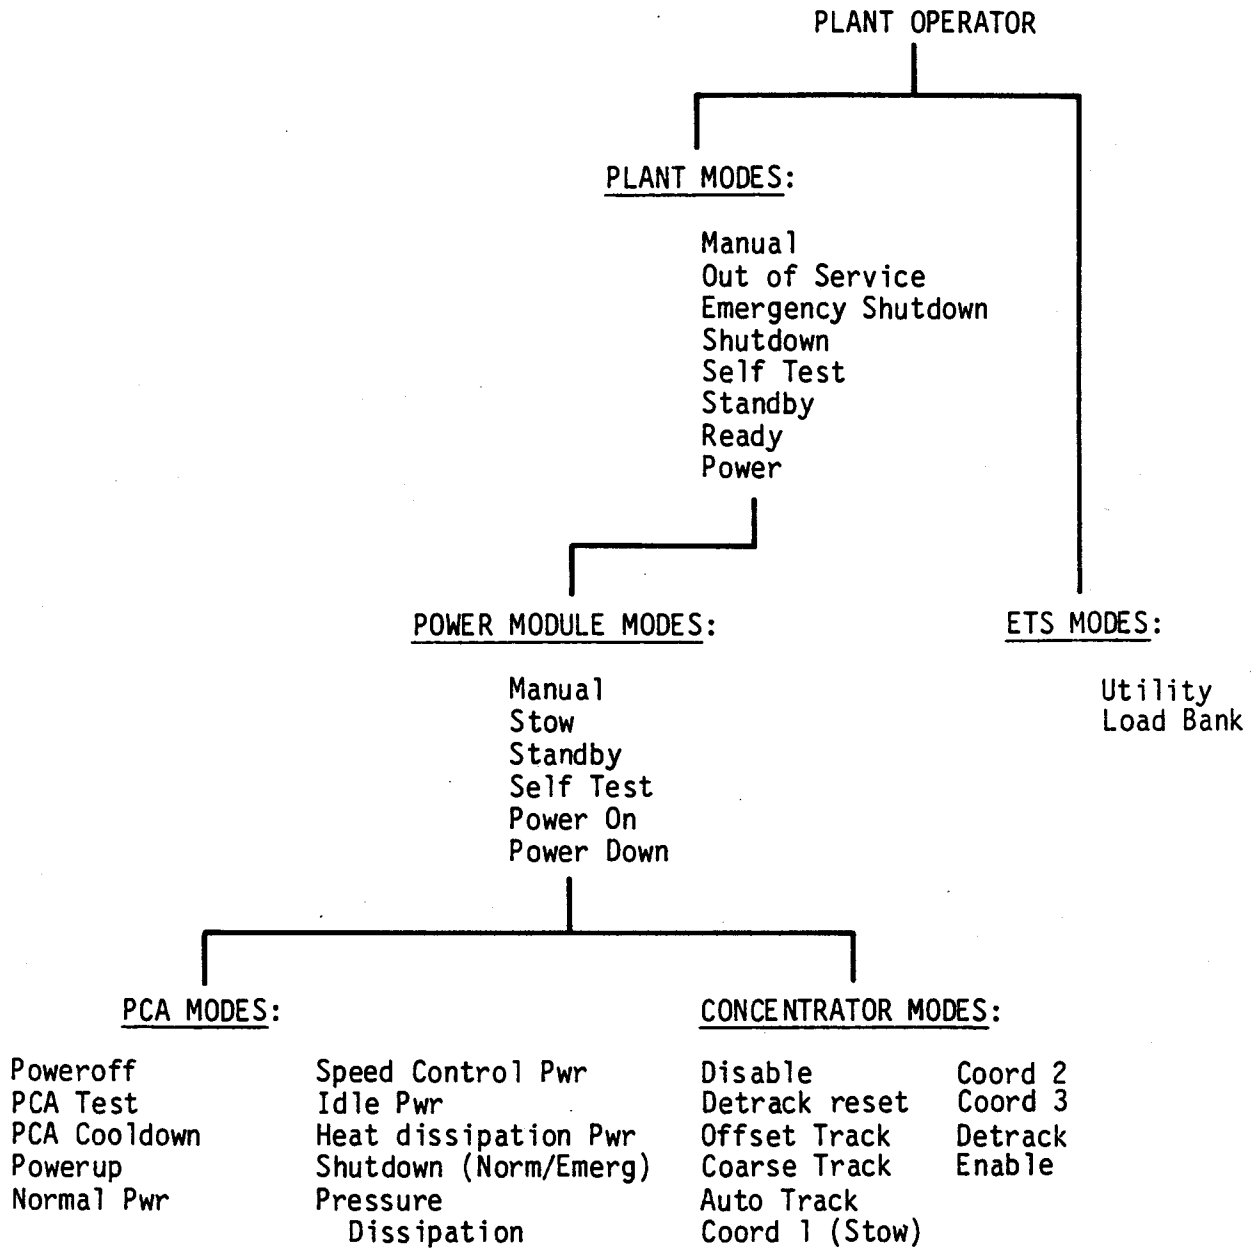 PLANT OPERATOR
PLANT MODES:
Manual
Out of Service
Emergency Shutdown
Shutdown
Self Test
Standby
Ready
Power
POWER MODULE MODES:
Manual
Stow
Standby
Self Test
Power On
Power Down
ETS MODES:
Utility
Load Bank
PCA MODES:
Poweroff
PCA Test
PCA Cooldown
Powerup
Normal Pwr
Speed Control Pwr
Idle Pwr
Heat dissipation Pwr
Shutdown (Norm/Emerg)
Pressure
Dissipation
CONCENTRATOR MODES:
Disable
Detrack reset
Offset Track
Coarse Track
Auto Track
Coord 1 (Stow)
Coord 2
Coord 3
Detrack
Enable